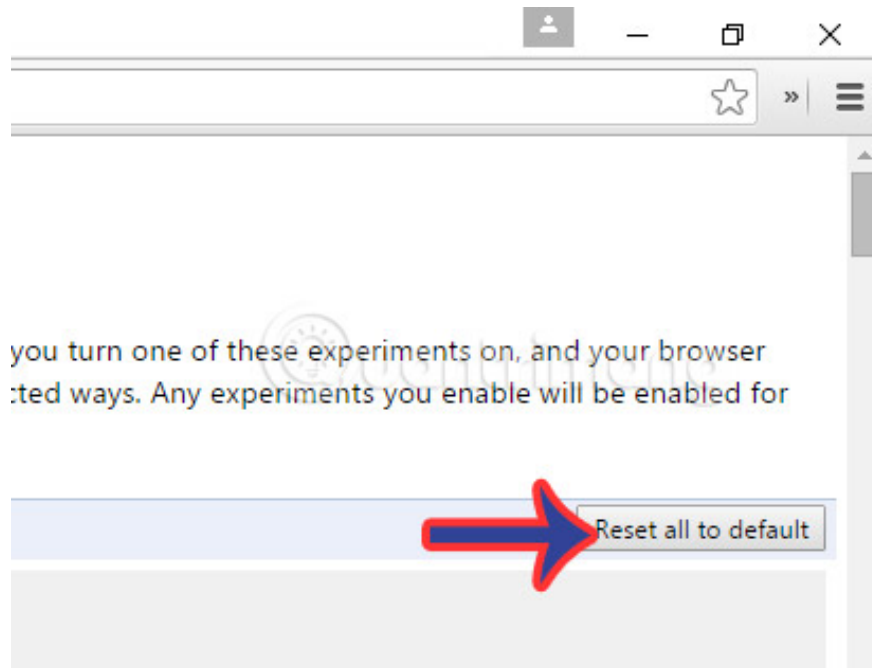 »
you turn one of these experiments on, and your browser
cted ways. Any experiments you enable will be enabled for
Quantrimang
Reset all to default